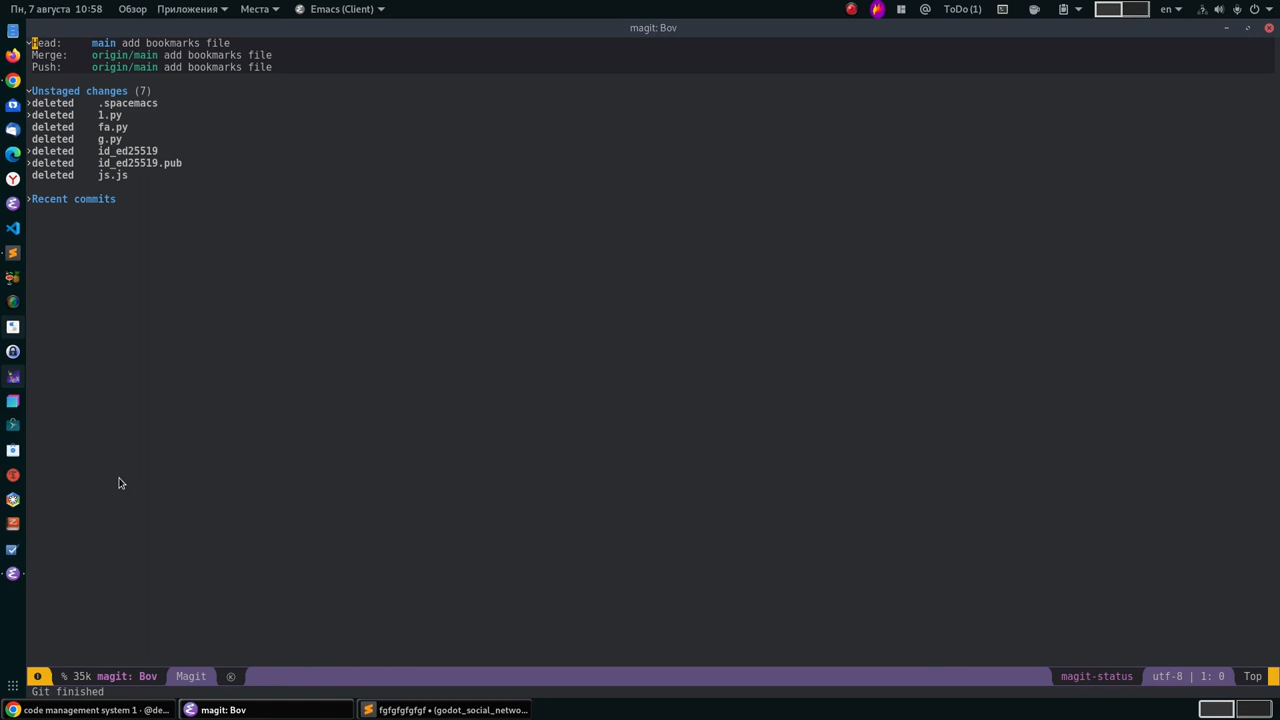 Пн, 7 августа 10:58 Обзор Приложения Места Emacs (Client) ToDo (1) en
magit: Bov
Head: main add bookmarks file
Merge: origin/main add bookmarks file
Push: origin/main add bookmarks file
Unstaged changes (7)
deleted .spacemacs
deleted 1.py
deleted fa.py
deleted g.py
deleted id_ed25519
deleted id_ed25519.pub
deleted js.js
Recent commits
% 35k magit: Bov Magit Ⓚ magit-status utf-8 | 1: 0 Top
Git finished
code management system 1 · @de... magit: Bov fgfgfgfgfgf • (godot_social_netwo...